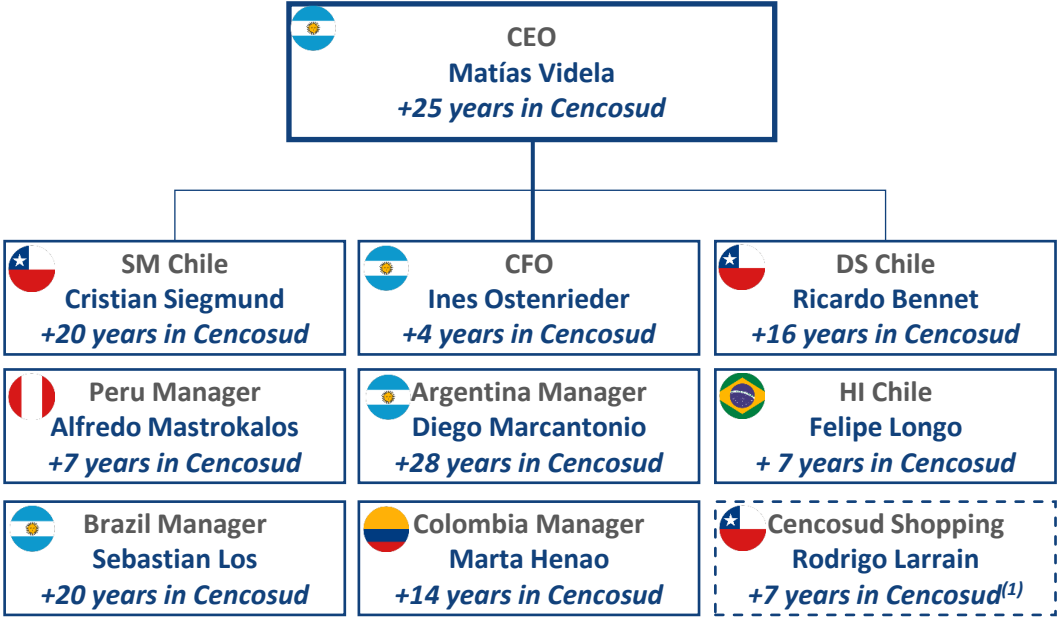 CEO
Matías Videla
+25 years in Cencosud
SM Chile
Cristian Siegmund
+20 years in Cencosud
CFO
Ines Ostenrieder
+4 years in Cencosud
DS Chile
Ricardo Bennet
+16 years in Cencosud
Peru Manager
Alfredo Mastrokalos
+7 years in Cencosud
Argentina Manager
Diego Marcantonio
+28 years in Cencosud
HI Chile
Felipe Longo
+ 7 years in Cencosud
Brazil Manager
Sebastian Los
+20 years in Cencosud
Colombia Manager
Marta Henao
+14 years in Cencosud
Cencosud Shopping
Rodrigo Larrain
+7 years in Cencosud(1)